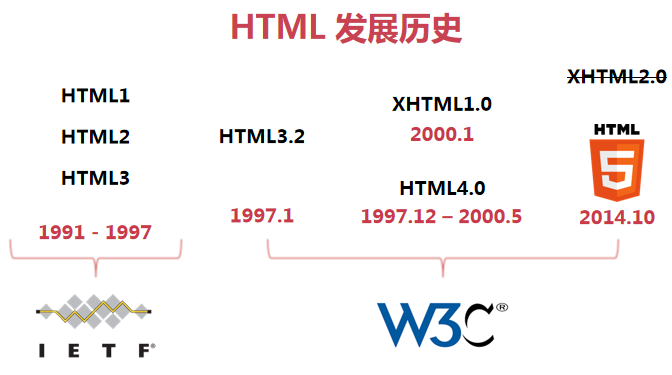 HTML 发展历史
HTML1
HTML2
HTML3
1991 - 1997
HTML3.2
1997.1
XHTML1.0
2000.1
HTML4.0
1997.12 – 2000.5
XHTML2.0
HTML
5
2014.10
IETF®
W3C®